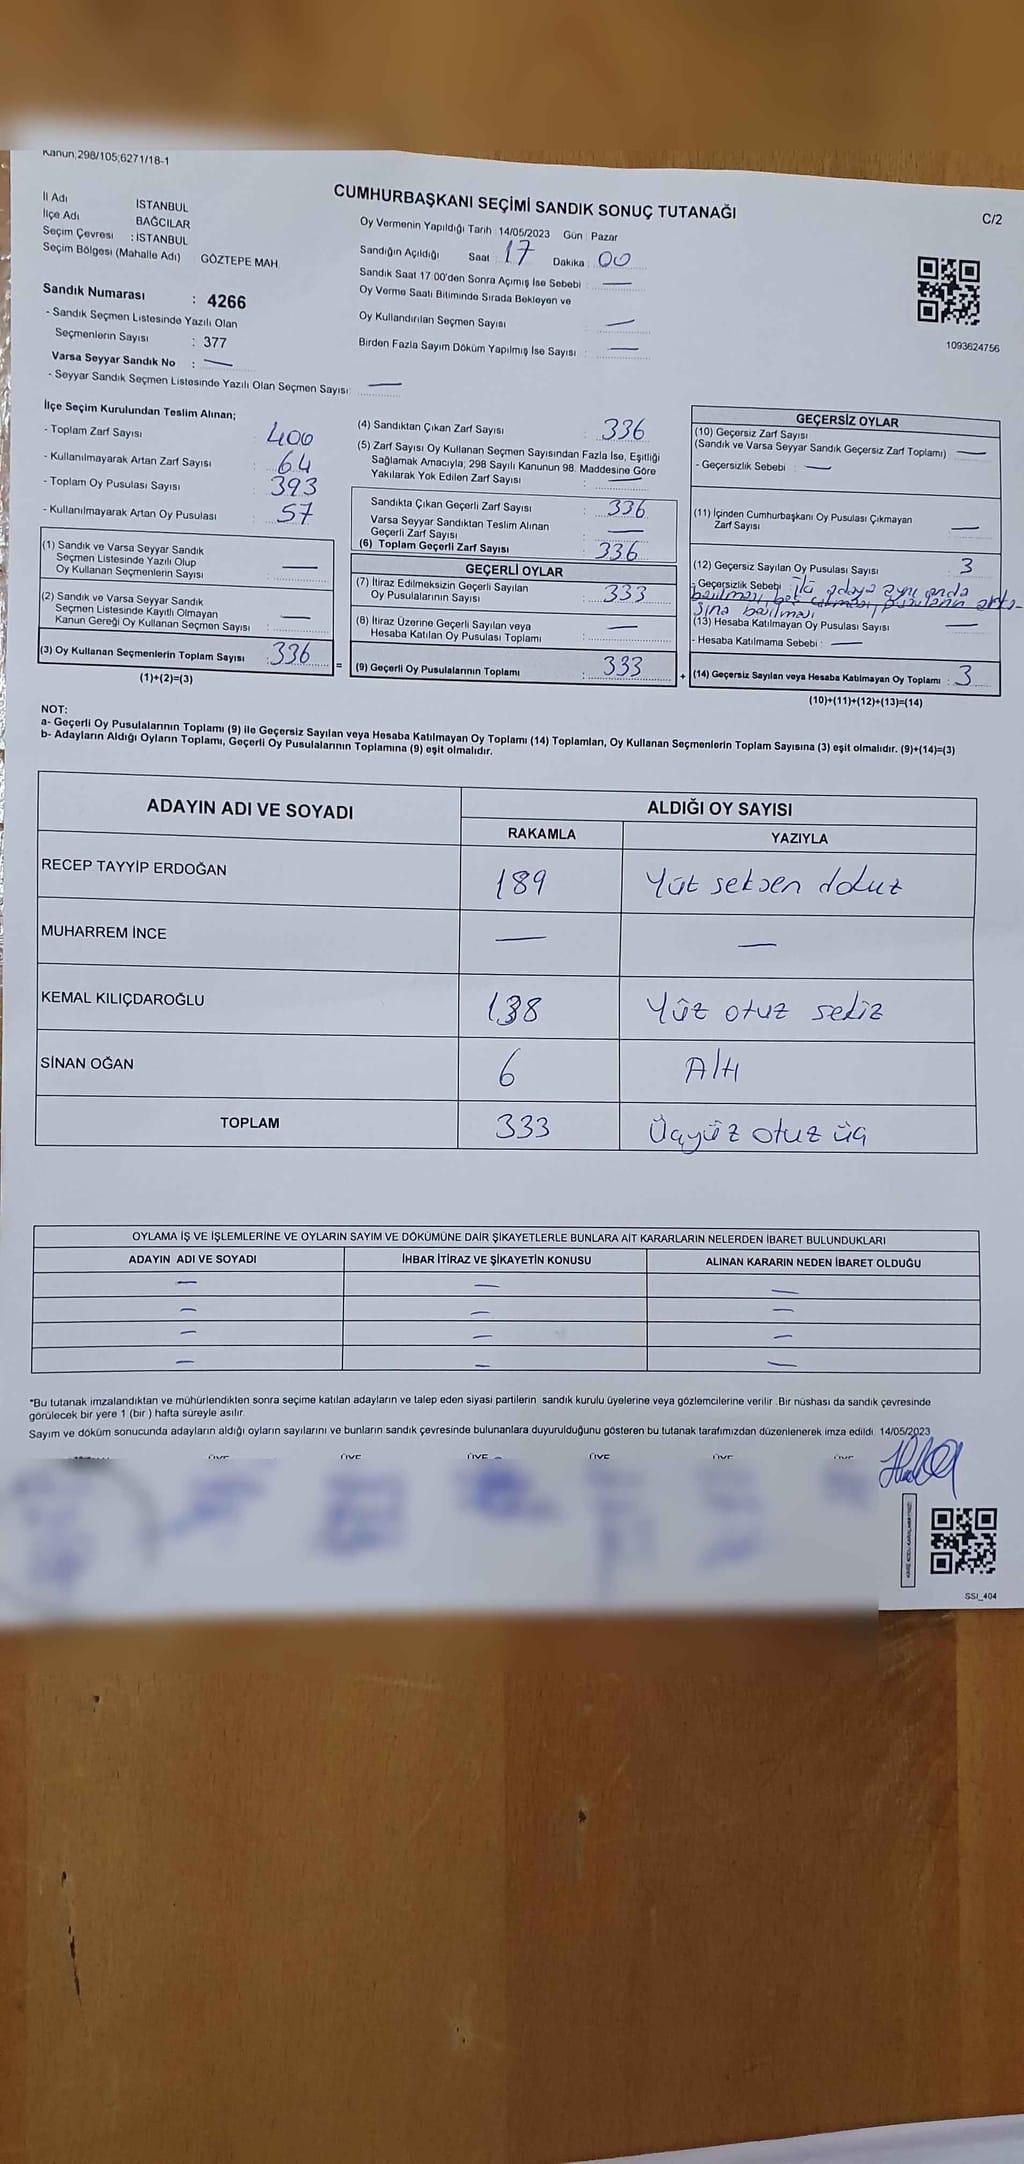 Kanun;298/105;6271/18-1
CUMHURBAŞKANI SEÇİMİ SANDIK SONUÇ TUTANAĞI
C/2
İl Adı İSTANBUL
İlçe Adı BAĞCILAR
Seçim Çevresi : İSTANBUL
Seçim Bölgesi (Mahalle Adı) GÖZTEPE MAH.
Oy Vermenin Yapıldığı Tarih 14/05/2023 Gün Pazar
Sandığın Açıldığı Saat 17 Dakika 00
Sandık Saat 17 00'den Sonra Açımış İse Sebebi : —
Oy Verme Saati Bitiminde Sırada Bekleyen ve
Oy Kullandırılan Seçmen Sayısı —
Birden Fazla Sayım Döküm Yapılmış İse Sayısı : —
1093624756
Sandık Numarası : 4266
- Sandık Seçmen Listesinde Yazılı Olan
Seçmenlerin Sayısı : 377
Varsa Seyyar Sandık No : —
- Seyyar Sandık Seçmen Listesinde Yazılı Olan Seçmen Sayısı: —
İlçe Seçim Kurulundan Teslim Alınan;
- Toplam Zarf Sayısı : 400
- Kullanılmayarak Artan Zarf Sayısı : 64
- Toplam Oy Pusulası Sayısı : 393
- Kullanılmayarak Artan Oy Pusulası : 57
(1) Sandık ve Varsa Seyyar Sandık
Seçmen Listesinde Yazılı Olup
Oy Kullanan Seçmenlerin Sayısı : —
(2) Sandık ve Varsa Seyyar Sandık
Seçmen Listesinde Kayıtlı Olmayan
Kanun Gereği Oy Kullanan Seçmen Sayısı : —
(3) Oy Kullanan Seçmenlerin Toplam Sayısı : 336 =
(1)+(2)=(3)
(4) Sandıktan Çıkan Zarf Sayısı : 336
(5) Zarf Sayısı Oy Kullanan Seçmen Sayısından Fazla İse, Eşitliği
Sağlamak Amacıyla; 298 Sayılı Kanunun 98. Maddesine Göre
Yakılarak Yok Edilen Zarf Sayısı : —
Sandıkta Çıkan Geçerli Zarf Sayısı : 336
Varsa Seyyar Sandıktan Teslim Alınan
Geçerli Zarf Sayısı : —
(6) Toplam Geçerli Zarf Sayısı : 336
GEÇERLİ OYLAR
(7) İtiraz Edilmeksizin Geçerli Sayılan
Oy Pusulalarının Sayısı : 333
(8) İtiraz Üzerine Geçerli Sayılan veya
Hesaba Katılan Oy Pusulası Toplamı : —
(9) Geçerli Oy Pusulalarının Toplamı : 333 +
GEÇERSİZ OYLAR
(10) Geçersiz Zarf Sayısı
(Sandık ve Varsa Seyyar Sandık Geçersiz Zarf Toplamı) —
- Geçersizlik Sebebi : —
(11) İçinden Cumhurbaşkanı Oy Pusulası Çıkmayan
Zarf Sayısı —
(12) Geçersiz Sayılan Oy Pusulası Sayısı : 3
- Geçersizlik Sebebi : İki adaya aynı anda
basılması,
sına basılması
(13) Hesaba Katılmayan Oy Pusulası Sayısı —
- Hesaba Katılmama Sebebi : —
(14) Geçersiz Sayılan veya Hesaba Katılmayan Oy Toplamı : 3
(10)+(11)+(12)+(13)=(14)
NOT:
a- Geçerli Oy Pusulalarının Toplamı (9) ile Geçersiz Sayılan veya Hesaba Katılmayan Oy Toplamı (14) Toplamları, Oy Kullanan Seçmenlerin Toplam Sayısına (3) eşit olmalıdır. (9)+(14)=(3)
b- Adayların Aldığı Oyların Toplamı, Geçerli Oy Pusulalarının Toplamına (9) eşit olmalıdır.
ADAYIN ADI VE SOYADI ALDIĞI OY SAYISI
RAKAMLA YAZIYLA
RECEP TAYYİP ERDOĞAN 189 Yüz seksen dokuz
MUHARREM İNCE — —
KEMAL KILIÇDAROĞLU 138 Yüz otuz sekiz
SİNAN OĞAN 6 Altı
TOPLAM 333 Üçyüz otuz üç
OYLAMA İŞ VE İŞLEMLERİNE VE OYLARIN SAYIM VE DÖKÜMÜNE DAİR ŞİKAYETLERLE BUNLARA AİT KARARLARIN NELERDEN İBARET BULUNDUKLARI
ADAYIN ADI VE SOYADI İHBAR İTİRAZ VE ŞİKAYETİN KONUSU ALINAN KARARIN NEDEN İBARET OLDUĞU
— — —
— — —
— — —
— — —
*Bu tutanak imzalandıktan ve mühürlendikten sonra seçime katılan adayların ve talep eden siyasi partilerin sandık kurulu üyelerine veya gözlemcilerine verilir .Bir nüshası da sandık çevresinde
görülecek bir yere 1 (bir ) hafta süreyle asılır.
Sayım ve döküm sonucunda adayların aldığı oyların sayılarını ve bunların sandık çevresinde bulunanlara duyurulduğunu gösteren bu tutanak tarafımızdan düzenlenerek imza edildi. 14/05/2023
ÜYE ÜYE ÜYE ÜYE ÜYE ÜYE
SSI_404